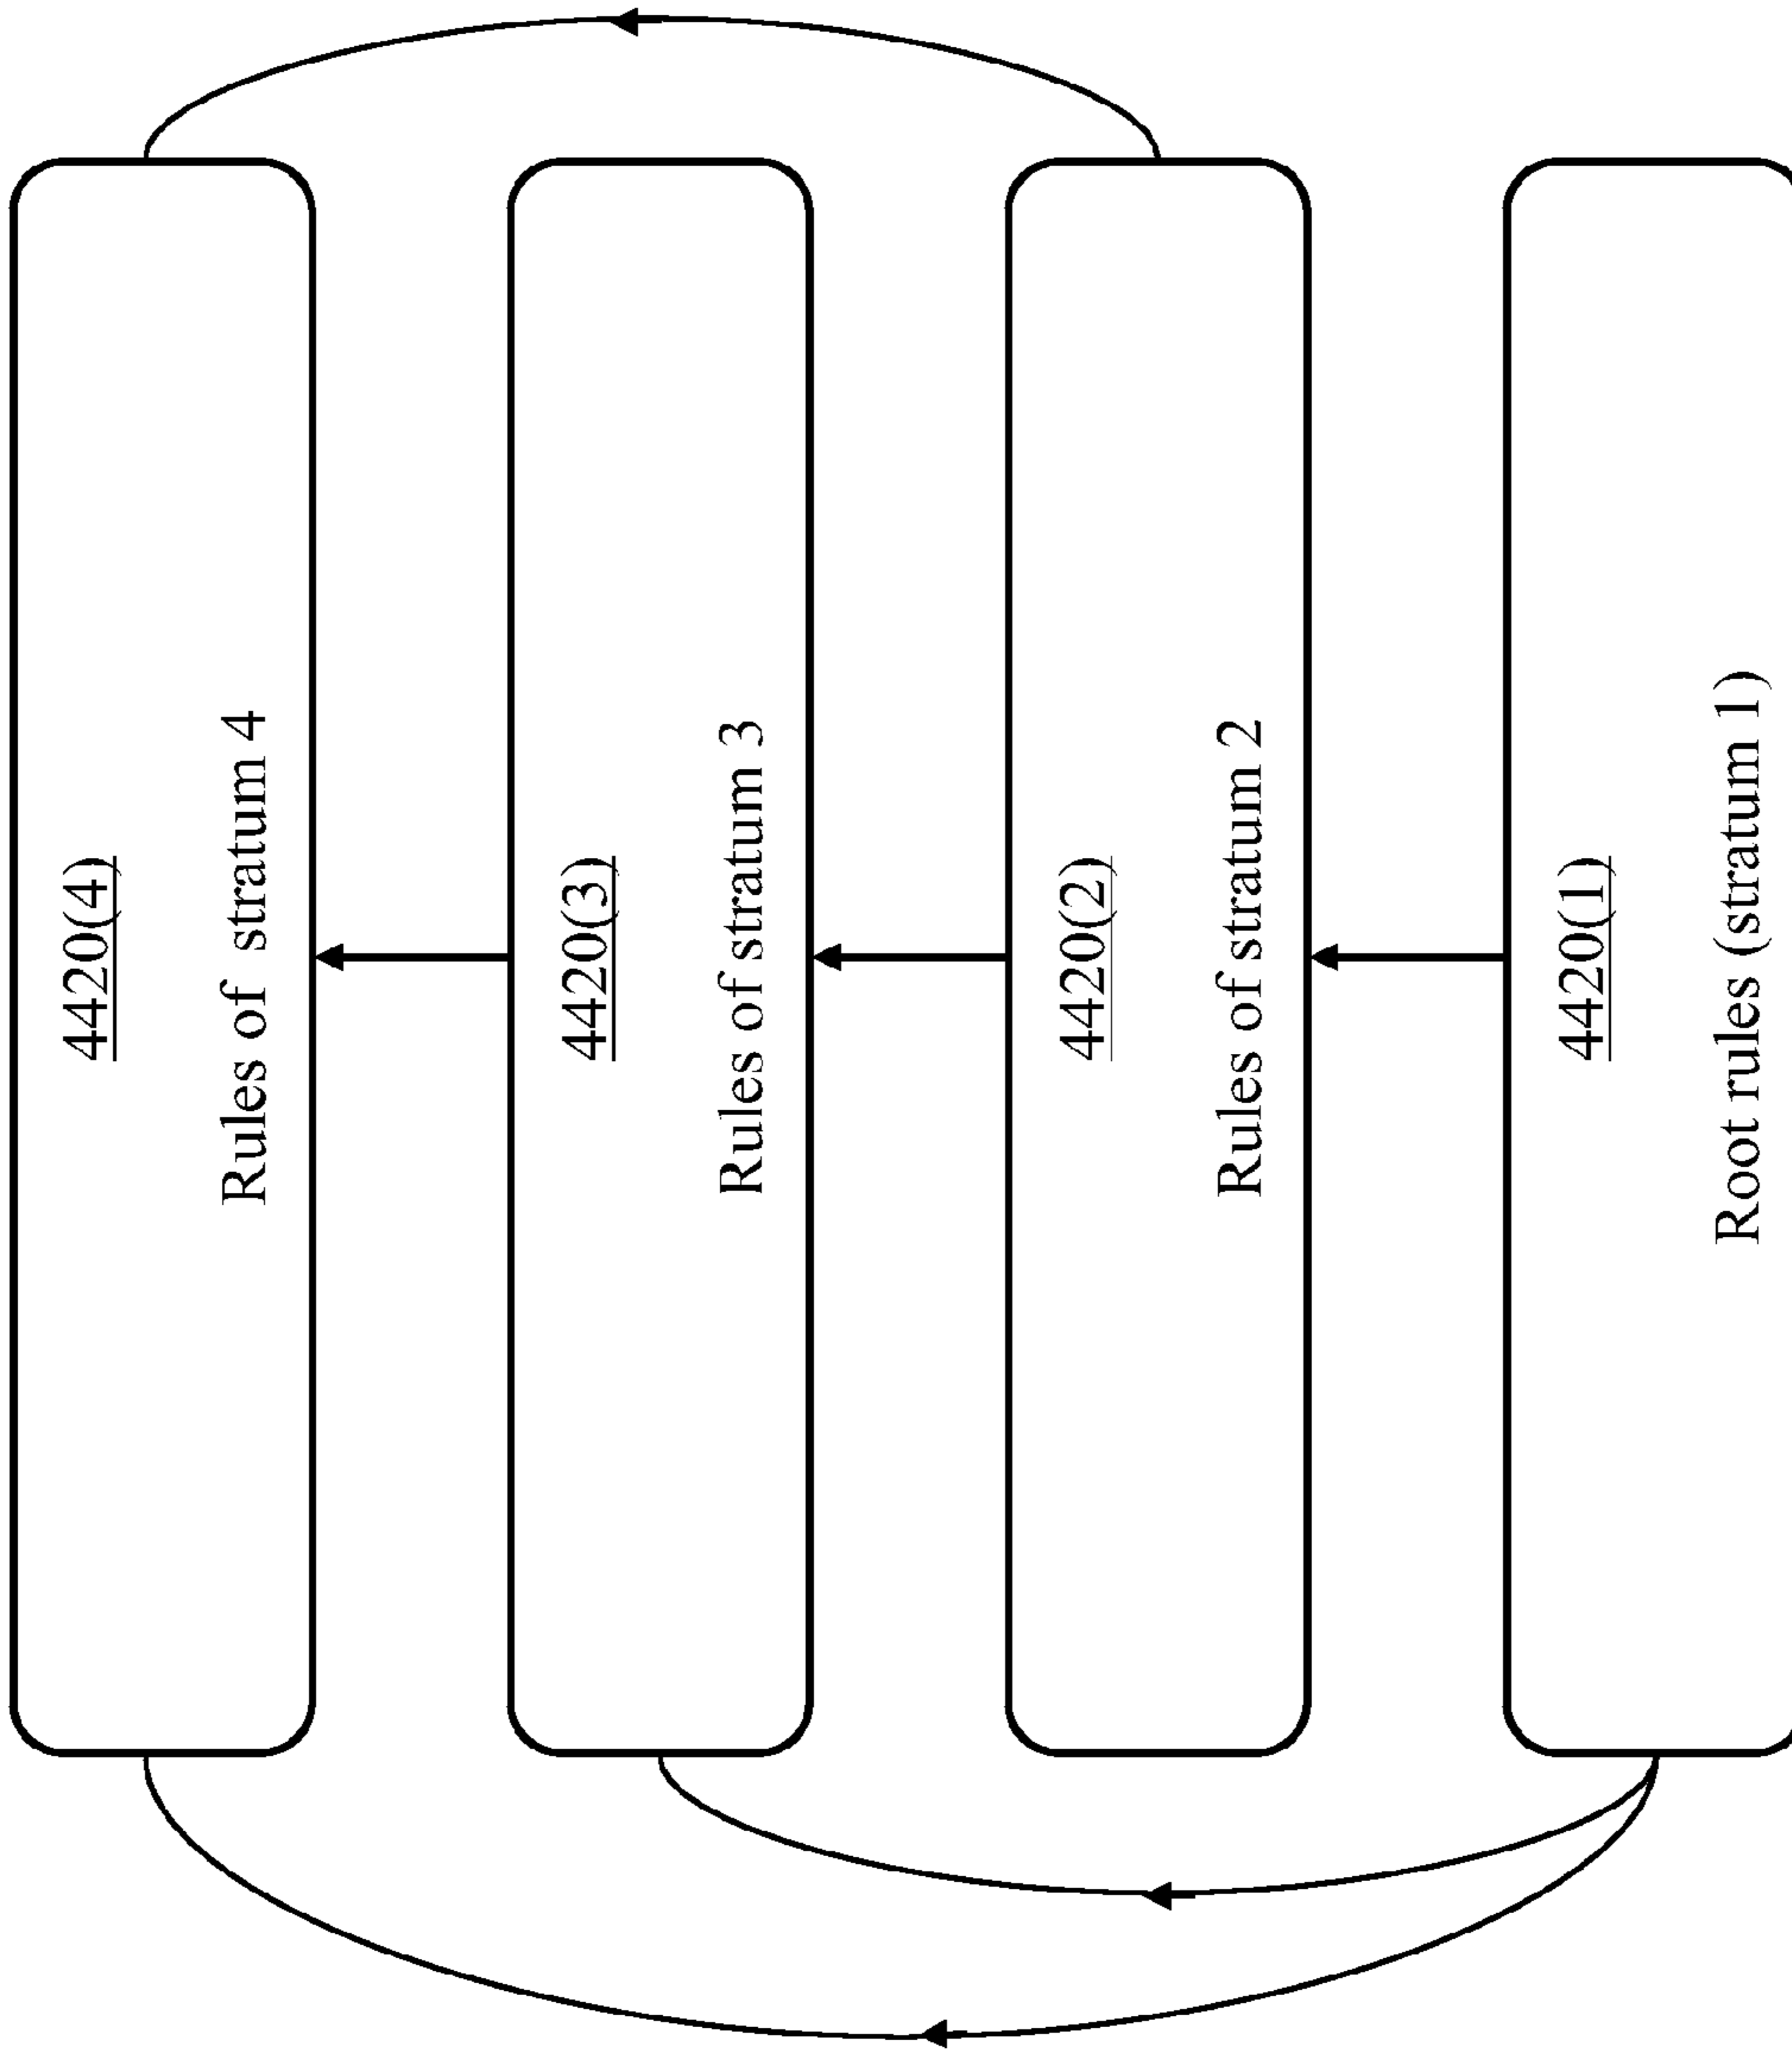 4420(4)
Rules of stratum 4
4420(3)
Rules of stratum 3
4420(2)
Rules of stratum 2
4420(1)
Root rules (stratum 1)